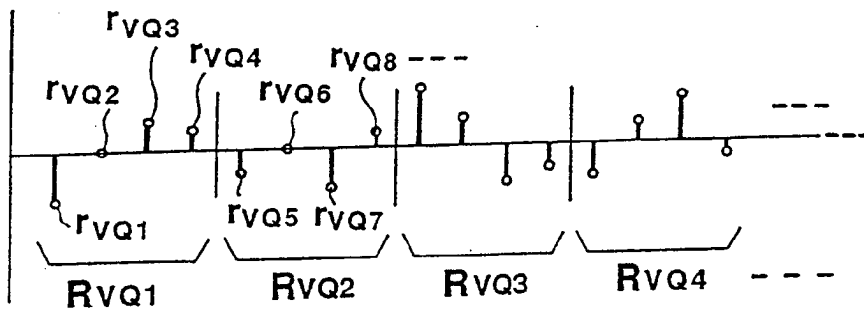 rVQ3
rVQ4
rVQ8 ---
rVQ2
rVQ6
---
---
rVQ1
rVQ5
rVQ7
RVQ1
RVQ2
RVQ3
RVQ4
----